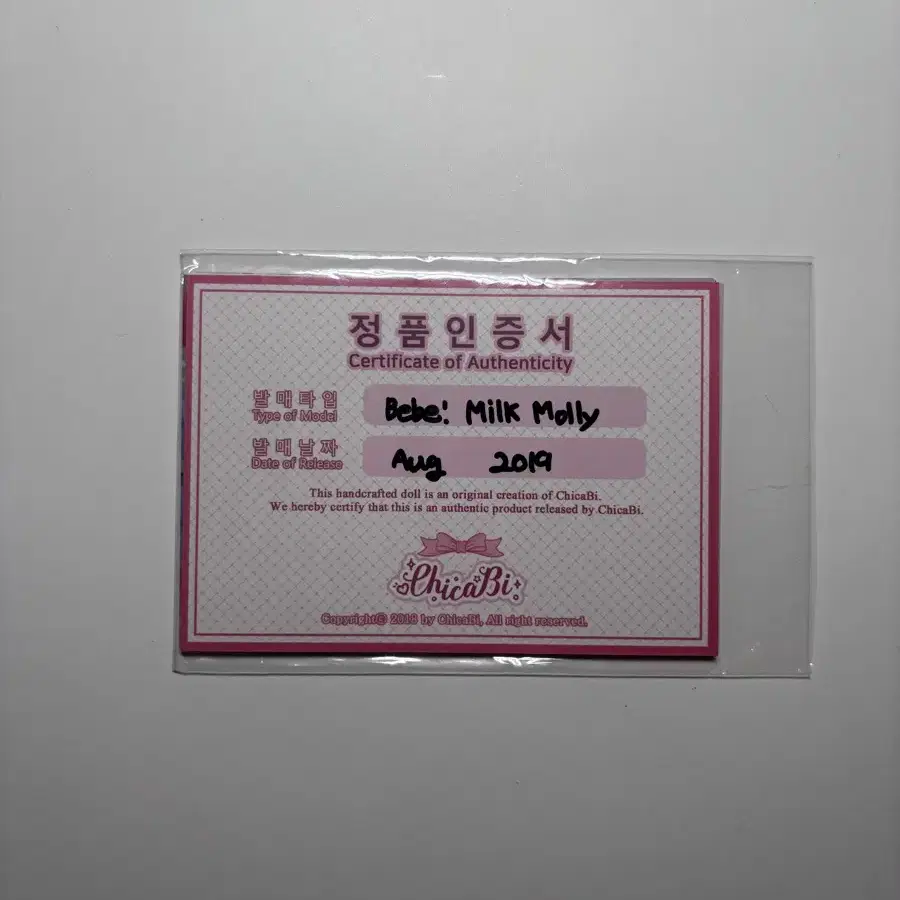 정품인증서
Certificate of Authenticity
발매타입 Bebe: Milk Molly
Type of Model
발매날짜 Aug 2019
Date of Release
This handcrafted doll is an original creation of ChicaBi.
We hereby certify that this is an authentic product released by ChicaBi.
ChicaBi
Copyright© 2018 by ChicaBi, All right reserved.